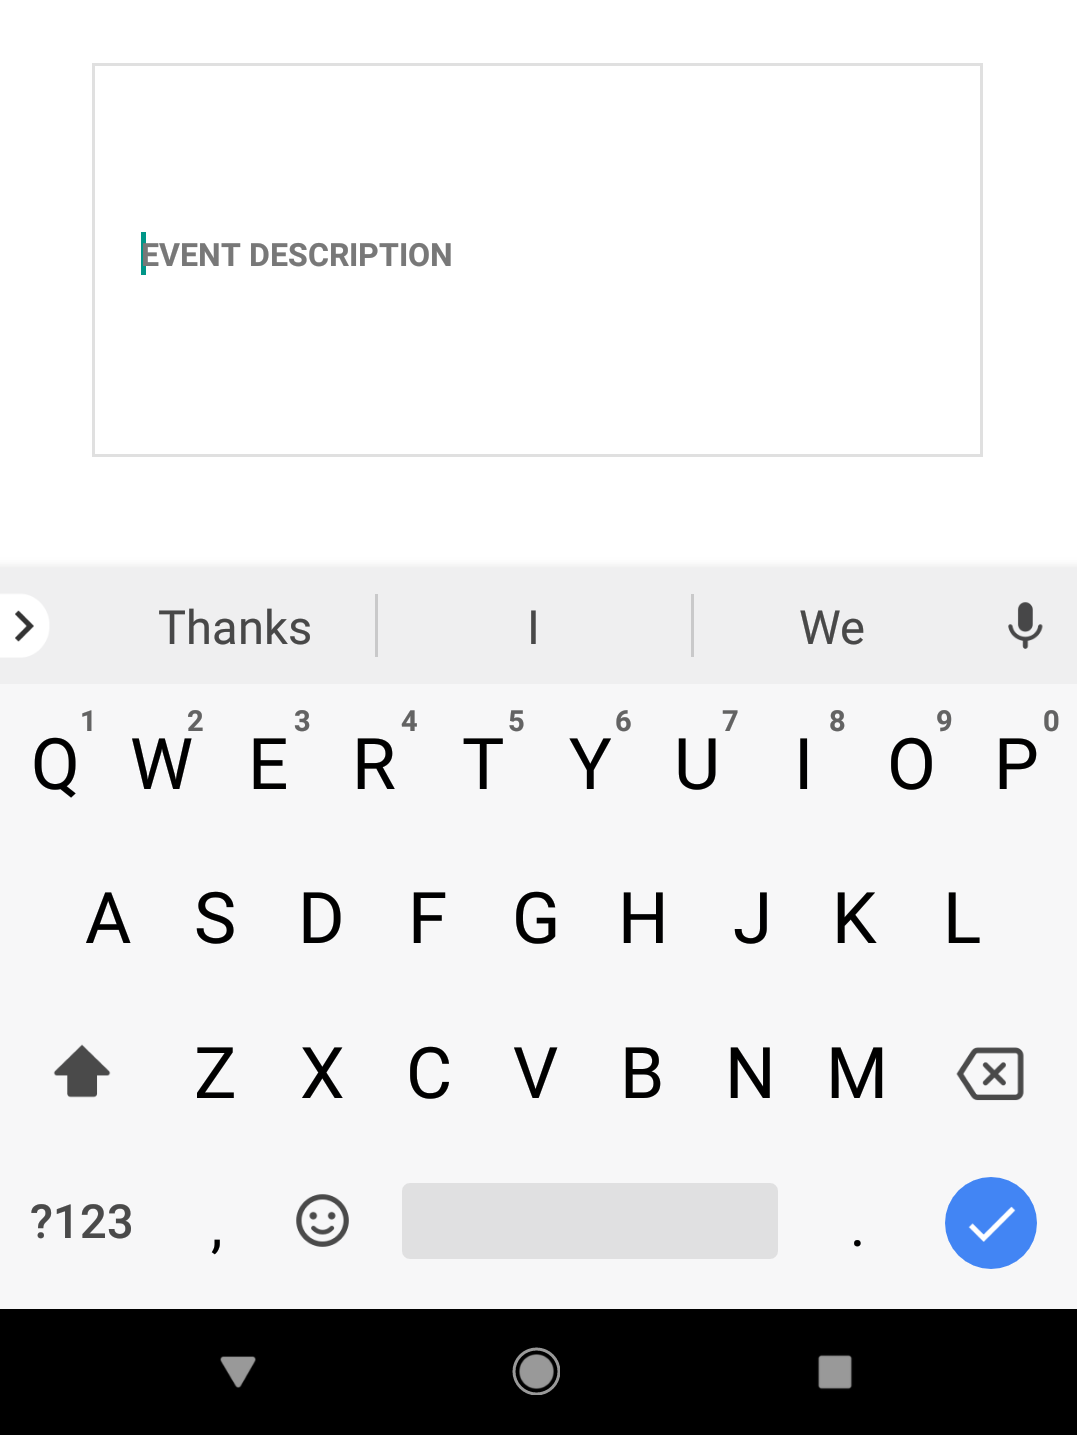 EVENT DESCRIPTION
Thanks I We
1 2 3 4 5 6 7 8 9 0
Q W E R T Y U I O P
A S D F G H J K L
Z X C V B N M
?123 , .